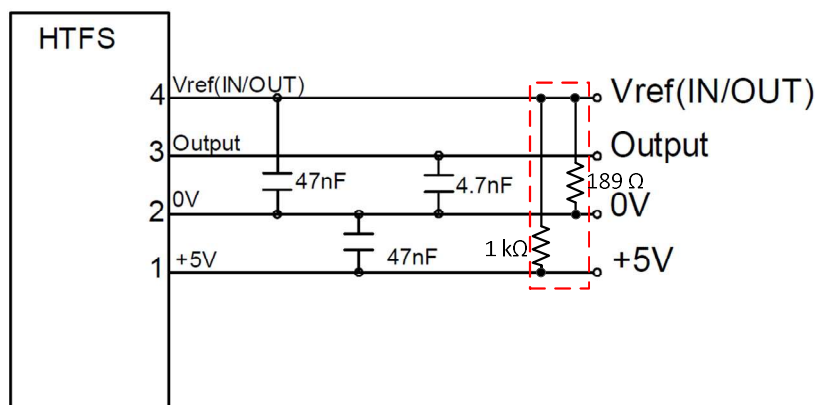 HTFS
4 Vref(IN/OUT) Vref(IN/OUT)
3 Output Output
47nF 4.7nF 189 Ω
2 0V 0V
1 kΩ
47nF
1 +5V +5V